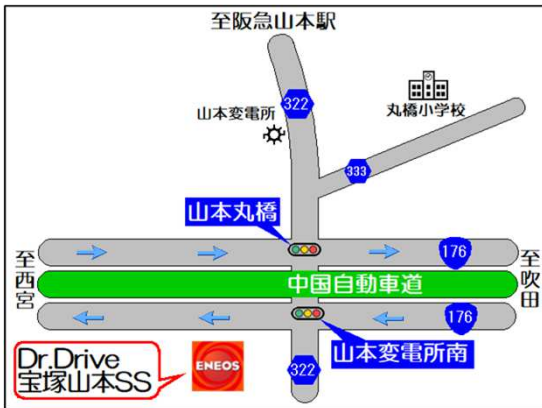 至阪急山本駅
322
山本変電所
丸橋小学校
333
山本丸橋
176
至西宮
中国自動車道
至吹田
176
山本変電所南
Dr.Drive
宝塚山本SS
ENEOS
322